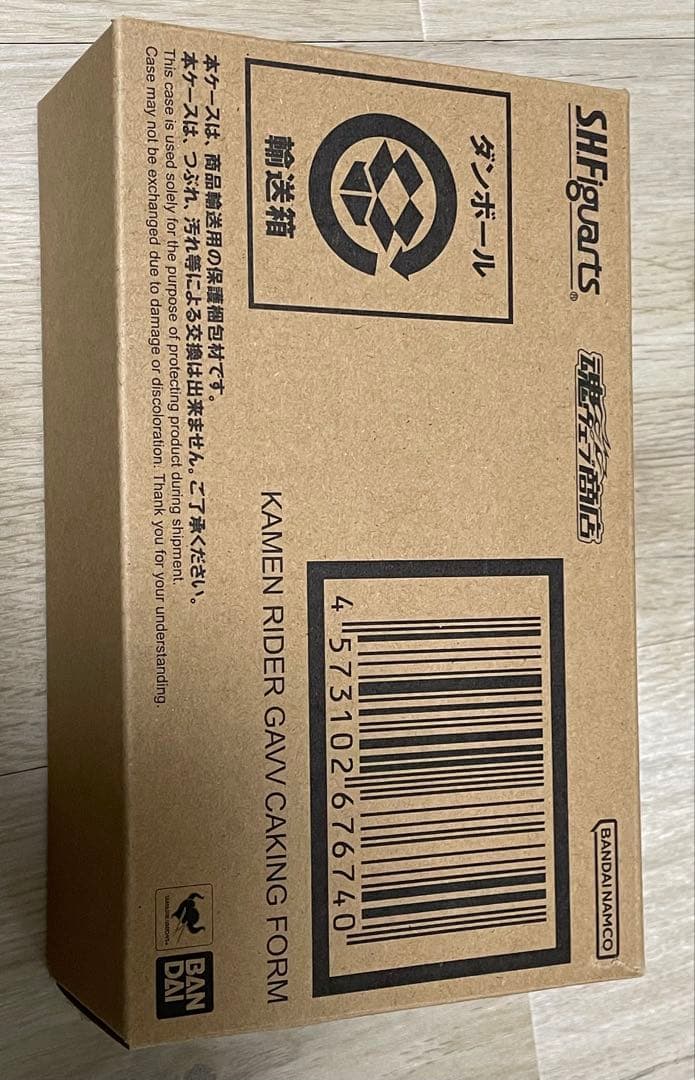 S.H.Figuarts®
魂ウェブ商店
BANDAI NAMCO
ダンボール
輸送箱
4 573102 676740
KAMEN RIDER GAVV CAKING FORM
本ケースは、商品輸送用の保護梱包材です。
本ケースは、つぶれ、汚れ等による交換は出来ません。ご了承ください。
This case is used solely for the purpose of protecting product during shipment.
Case may not be exchanged due to damage or discoloration. Thank you for your understanding.
BAN
DAI